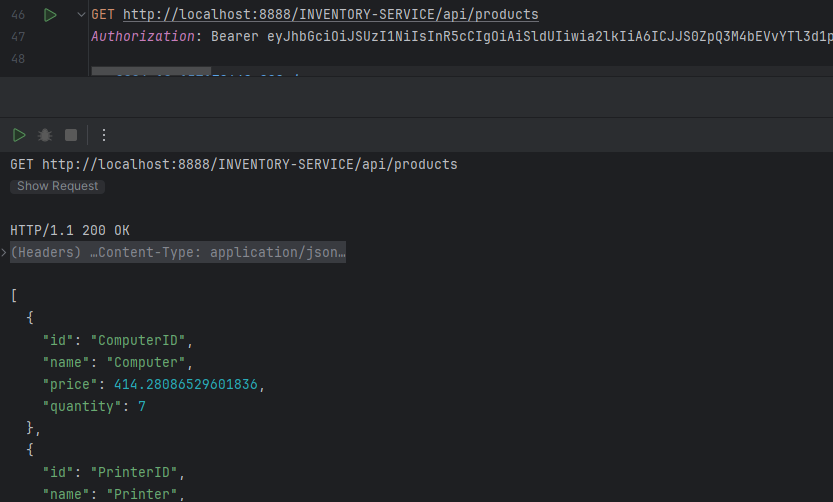 46 GET http://localhost:8888/INVENTORY-SERVICE/api/products
47 Authorization: Bearer
48
GET http://localhost:8888/INVENTORY-SERVICE/api/products
Show Request
HTTP/1.1 200 OK
(Headers) …Content-Type: application/json…
[
{
"id": "ComputerID",
"name": "Computer",
"price": 414.28086529601836,
"quantity": 7
},
{
"id": "PrinterID",
"name": "Printer",